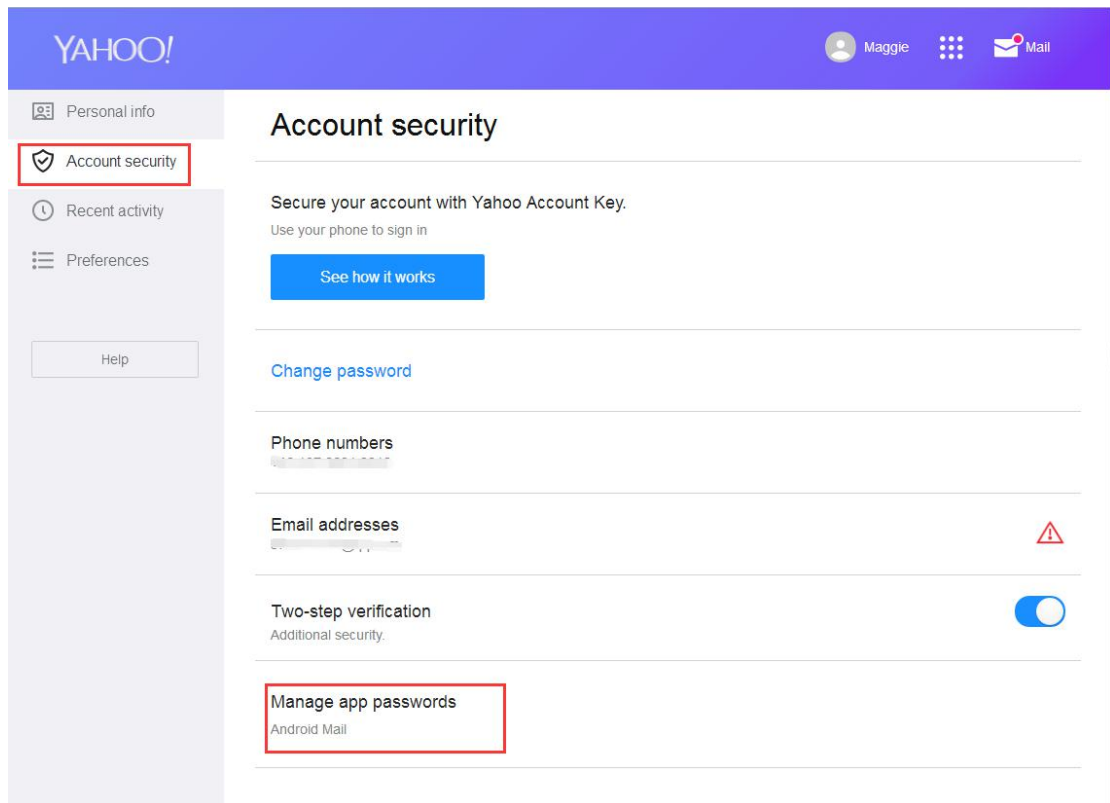 YAHOO!
Maggie
Mail
Personal info
Account security
Recent activity
Preferences
Help
Account security
Secure your account with Yahoo Account Key.
Use your phone to sign in
See how it works
Change password
Phone numbers
Email addresses
Two-step verification
Additional security.
Manage app passwords
Android Mail